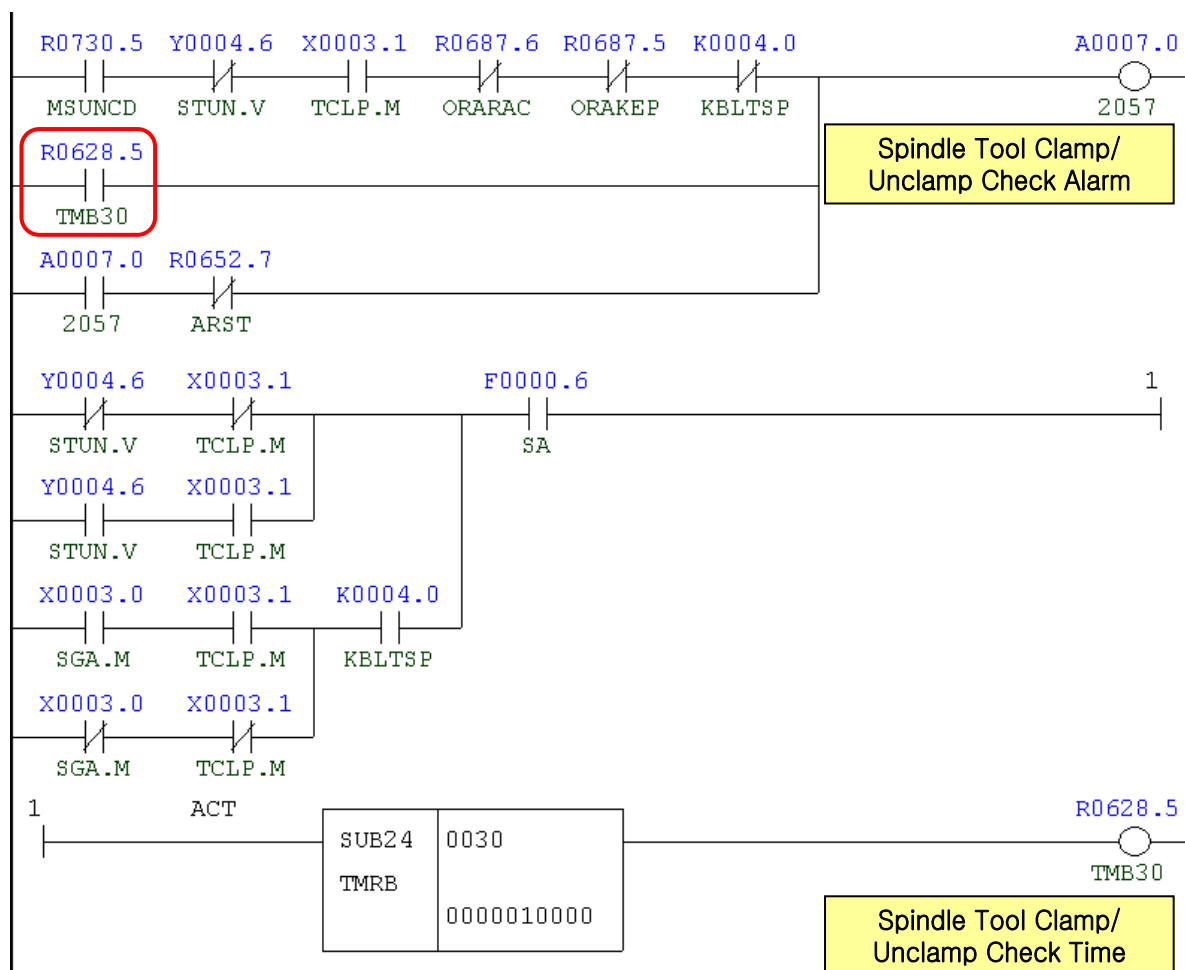 R0730.5 Y0004.6 X0003.1 R0687.6 R0687.5 K0004.0 A0007.0
MSUNCD STUN.V TCLP.M ORARAC ORAKEP KBLTSP 2057
R0628.5
TMB30
Spindle Tool Clamp/
Unclamp Check Alarm
A0007.0 R0652.7
2057 ARST
Y0004.6 X0003.1 F0000.6 1
STUN.V TCLP.M SA
Y0004.6 X0003.1
STUN.V TCLP.M
X0003.0 X0003.1 K0004.0
SGA.M TCLP.M KBLTSP
X0003.0 X0003.1
SGA.M TCLP.M
1 ACT R0628.5
SUB24 0030
TMRB TMB30
0000010000
Spindle Tool Clamp/
Unclamp Check Time